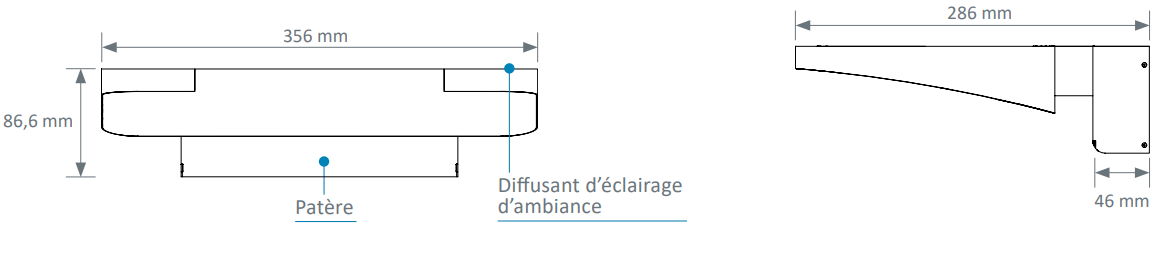 356 mm
86,6 mm
Patère
Diffusant d’éclairage
d’ambiance
286 mm
46 mm